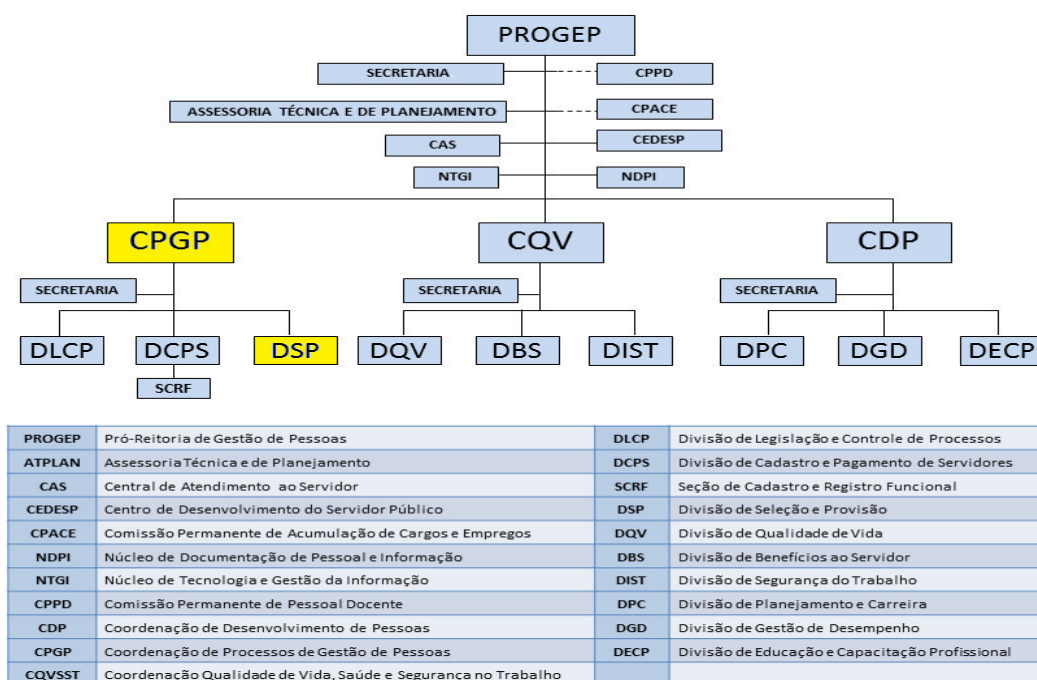 PROGEP
SECRETARIA
CPPD
ASSESSORIA TÉCNICA E DE PLANEJAMENTO
CPACE
CAS
CEDESP
NTGI
NDPI
CPGP
CQV
CDP
SECRETARIA
SECRETARIA
SECRETARIA
DLCP
DCPS
DSP
DQV
DBS
DIST
DPC
DGD
DECP
SCRF
PROGEP Pró-Reitoria de Gestão de Pessoas DLCP Divisão de Legislação e Controle de Processos
ATPLAN Assessoria Técnica e de Planejamento DCPS Divisão de Cadastro e Pagamento de Servidores
CAS Central de Atendimento ao Servidor SCRF Seção de Cadastro e Registro Funcional
CEDESP Centro de Desenvolvimento do Servidor Público DSP Divisão de Seleção e Provisão
CPACE Comissão Permanente de Acumulação de Cargos e Empregos DQV Divisão de Qualidade de Vida
NDPI Núcleo de Documentação de Pessoal e Informação DBS Divisão de Benefícios ao Servidor
NTGI Núcleo de Tecnologia e Gestão da Informação DIST Divisão de Segurança do Trabalho
CPPD Comissão Permanente de Pessoal Docente DPC Divisão de Planejamento e Carreira
CDP Coordenação de Desenvolvimento de Pessoas DGD Divisão de Gestão de Desempenho
CPGP Coordenação de Processos de Gestão de Pessoas DECP Divisão de Educação e Capacitação Profissional
CQVSST Coordenação Qualidade de Vida, Saúde e Segurança no Trabalho